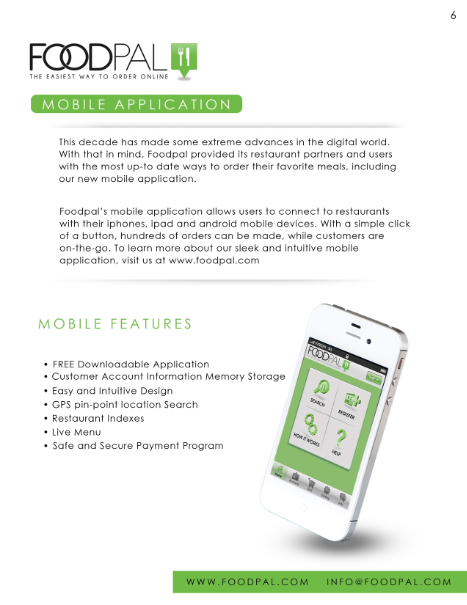 6
FOODPAL
THE EASIEST WAY TO ORDER ONLINE
MOBILE APPLICATION
This decade has made some extreme advances in the digital world.
With that in mind, Foodpal provided its restaurant partners and users
with the most up-to date ways to order their favorite meals, including
our new mobile application.
Foodpal's mobile application allows users to connect to restaurants
with their iphones, ipad and android mobile devices. With a simple click
of a button, hundreds of orders can be made, while customers are
on-the-go. To learn more about our sleek and intuitive mobile
application, visit us at www.foodpal.com
MOBILE FEATURES
• FREE Downloadable Application
• Customer Account Information Memory Storage
• Easy and Intuitive Design
• GPS pin-point location Search
• Restaurant Indexes
• Live Menu
• Safe and Secure Payment Program
FOODPAL
SEARCH
REGISTER
HOW IT WORKS
HELP
WWW.FOODPAL.COM INFO@FOODPAL.COM